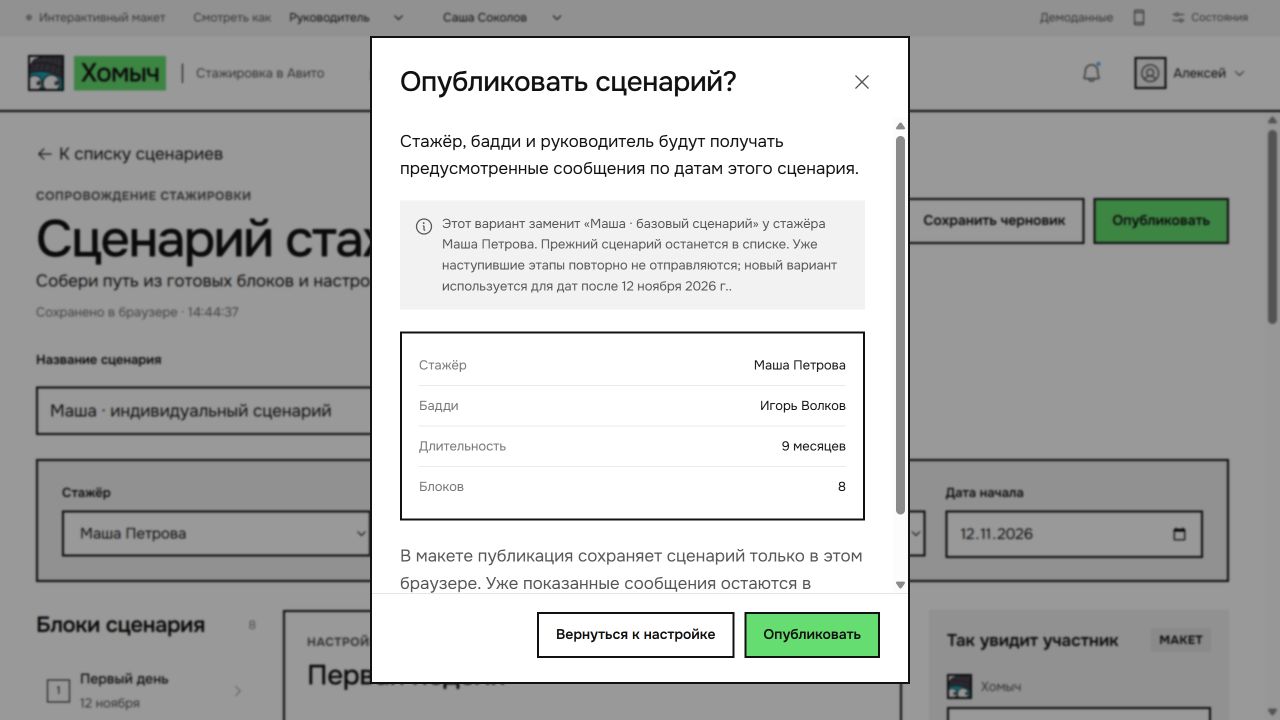 Интерактивный макет
Смотреть как
Руководитель
Саша Соколов
Демоданные
Состояния
Хомыч
Стажировка в Авито
Алексей
К списку сценариев
СОПРОВОЖДЕНИЕ СТАЖИРОВКИ
Сценарий ста
Собери путь из готовых блоков и настро
Сохранено в браузере · 14:44:37
Сохранить черновик
Опубликовать
Название сценария
Маша · индивидуальный сценарий
Стажёр
Маша Петрова
Дата начала
12.11.2026
Блоки сценария
8
1
Первый день
12 ноября
Так увидит участник
МАКЕТ
Хомыч
Опубликовать сценарий?
Стажёр, бадди и руководитель будут получать
предусмотренные сообщения по датам этого сценария.
Этот вариант заменит «Маша · базовый сценарий» у стажёра
Маша Петрова. Прежний сценарий останется в списке. Уже
наступившие этапы повторно не отправляются; новый вариант
используется для дат после 12 ноября 2026 г..
Стажёр
Маша Петрова
Бадди
Игорь Волков
Длительность
9 месяцев
Блоков
8
В макете публикация сохраняет сценарий только в этом
браузере. Уже показанные сообщения остаются в
Вернуться к настройке
Опубликовать